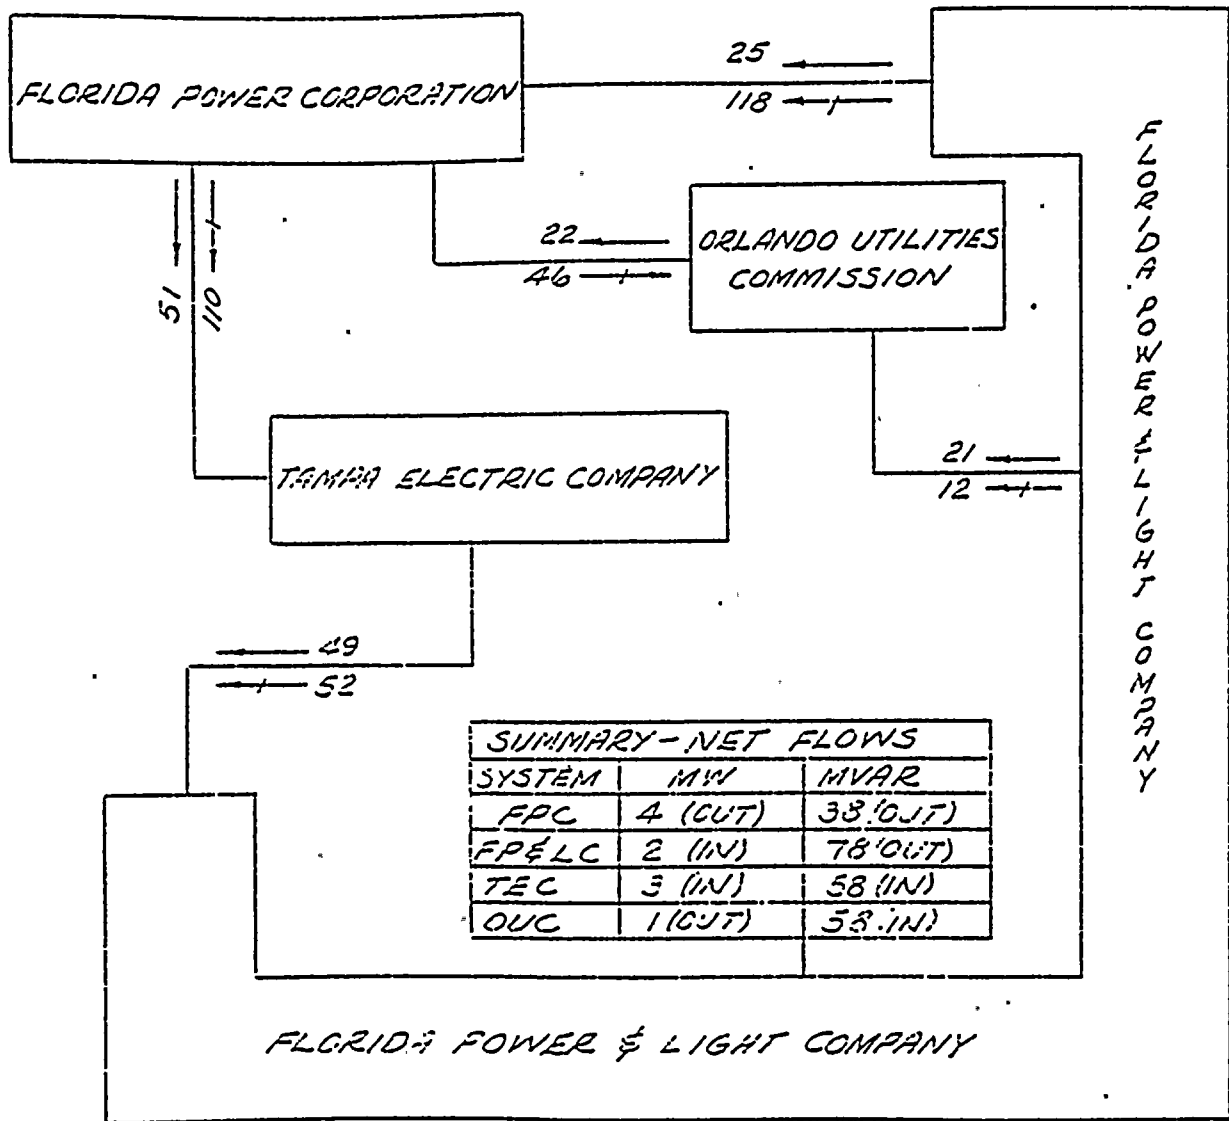 FLORIDA POWER CORPORATION
25
118
FLORIDA POWER & LIGHT COMPANY
51
110
22
46
ORLANDO UTILITIES
COMMISSION
21
12
TAMPA ELECTRIC COMPANY
49
52
SUMMARY-NET FLOWS
SYSTEM MW MVAR
FPC 4 (OUT) 38 (OUT)
FP&LC 2 (IN) 78 (OUT)
TEC 3 (IN) 58 (IN)
OUC 1 (OUT) 58 (IN)
FLORIDA POWER & LIGHT COMPANY